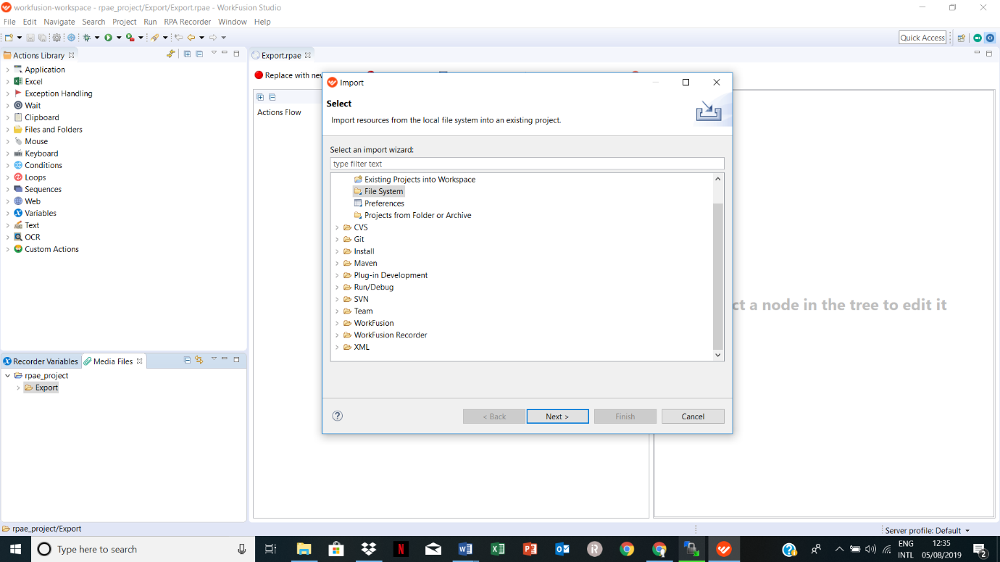 workfusion-workspace - rpae_project/Export/Export.rpae - WorkFusion Studio
File Edit Navigate Search Project Run RPA Recorder Window Help
Quick Access
Actions Library
Application
Excel
Exception Handling
Wait
Clipboard
Files and Folders
Mouse
Keyboard
Conditions
Loops
Sequences
Web
Variables
Text
OCR
Custom Actions
Recorder Variables Media Files
rpae_project
Export
Export.rpae
Replace with new
Actions Flow
Import
Select
Import resources from the local file system into an existing project.
Select an import wizard:
type filter text
Existing Projects into Workspace
File System
Preferences
Projects from Folder or Archive
CVS
Git
Install
Maven
Plug-in Development
Run/Debug
SVN
Team
WorkFusion
WorkFusion Recorder
XML
< Back Next > Finish Cancel
ct a node in the tree to edit it
rpae_project/Export
Server profile: Default
Type here to search
ENG
INTL
12:35
05/08/2019
2